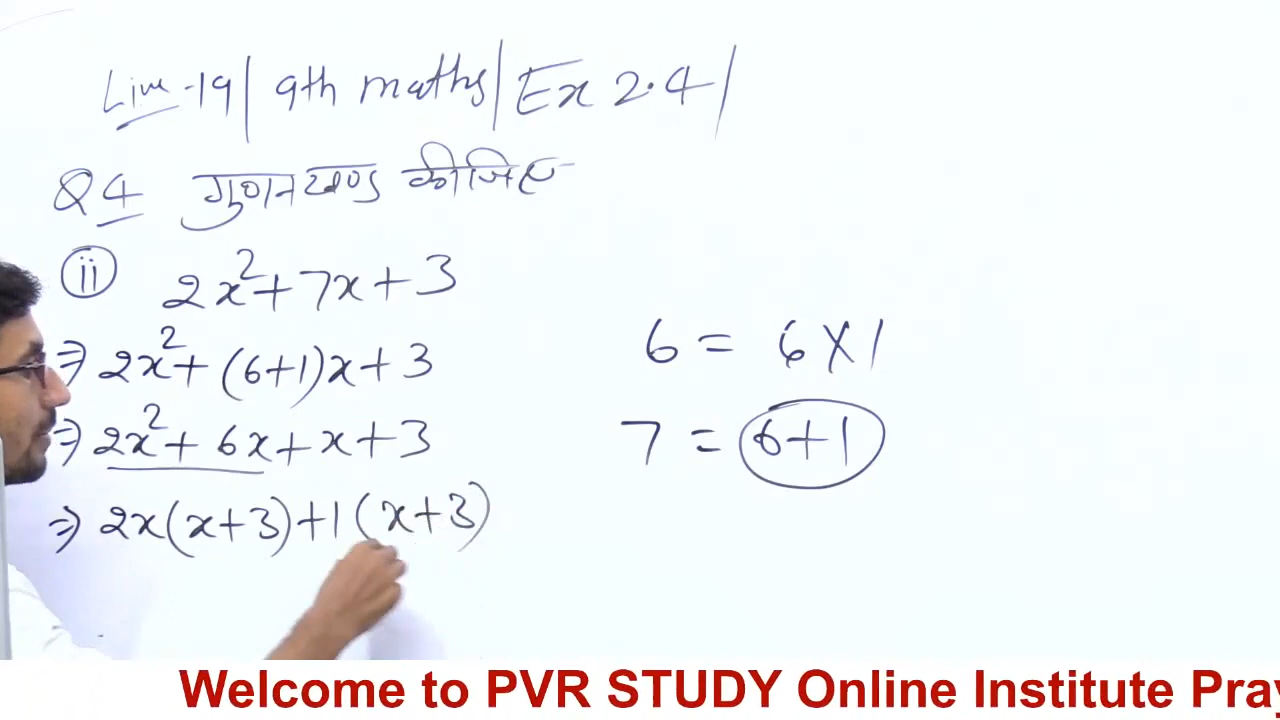 Live-19| 9th maths| Ex 2.4|
Q4 गुणनखण्ड कीजिए
ii 2x²+7x+3
⇒ 2x²+(6+1)x+3
⇒ 2x²+6x+x+3
⇒ 2x(x+3)+1(x+3)
6 = 6×1
7 = 6+1
Welcome to PVR STUDY Online Institute Pray